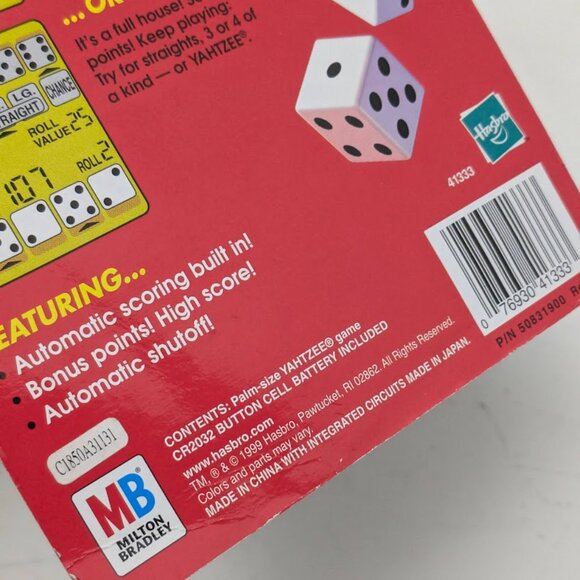 ... OR
It's a full house!
points! Keep playing:
Try for straights, 3 or 4 of
a kind — or YAHTZEE®.
LG.
STRAIGHT
CHANCE
ROLL
VALUE 25
107
ROLL 2
FEATURING...
• Automatic scoring built in!
• Bonus points! High score!
• Automatic shutoff!
CONTENTS: Palm-size YAHTZEE® game
CR2032 BUTTON CELL BATTERY INCLUDED
www.hasbro.com
TM, ® & © 1999 Hasbro, Pawtucket, RI 02862. All Rights Reserved.
Colors and parts may vary.
MADE IN CHINA WITH INTEGRATED CIRCUITS MADE IN JAPAN.
C1850A31131
MB
MILTON
BRADLEY
Hasbro
41333
0 76930 41333
P/N 50831900